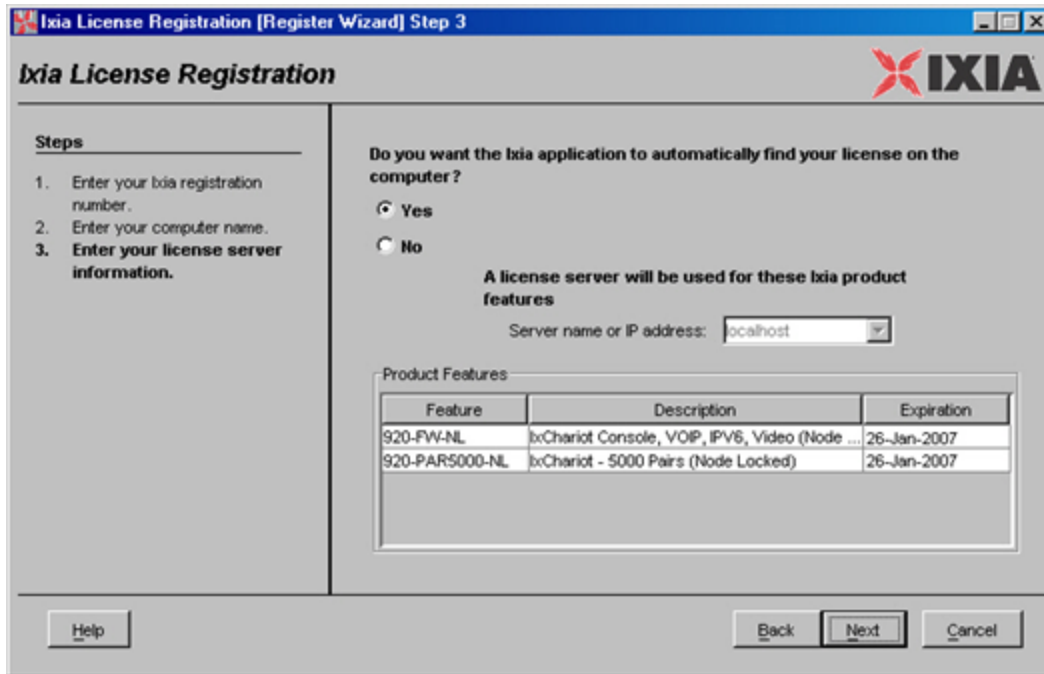 Ixia License Registration [Register Wizard] Step 3
Ixia License Registration
IXIA
Steps
1. Enter your Ixia registration
number.
2. Enter your computer name.
3. Enter your license server
information.
Do you want the Ixia application to automatically find your license on the
computer?
Yes
No
A license server will be used for these Ixia product
features
Server name or IP address: localhost
Product Features
Feature Description Expiration
920-FW-NL IxChariot Console, VOIP, IPV6, Video (Node ... 26-Jan-2007
920-PAR5000-NL IxChariot - 5000 Pairs (Node Locked) 26-Jan-2007
Help Back Next Cancel